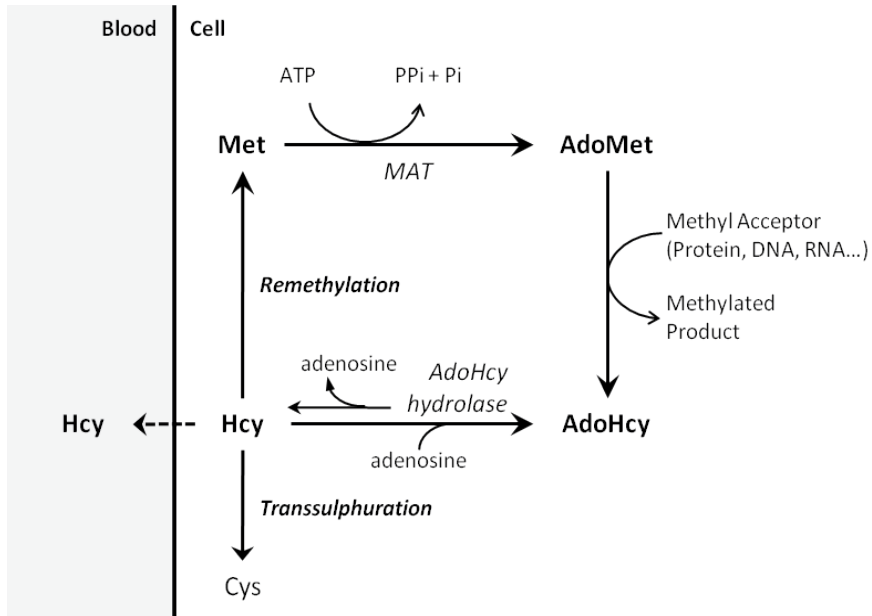 Blood
Cell
ATP
PPi + Pi
Met
AdoMet
MAT
Methyl Acceptor
(Protein, DNA, RNA...)
Remethylation
Methylated
Product
adenosine
AdoHcy
hydrolase
Hcy
Hcy
AdoHcy
adenosine
Transsulphuration
Cys